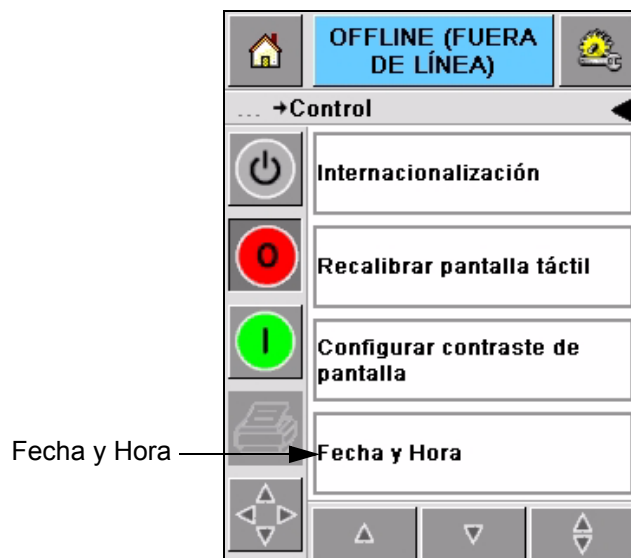 OFFLINE (FUERA
DE LÍNEA)
... →Control
Internacionalización
O
Recalibrar pantalla táctil
I
Configurar contraste de
pantalla
Fecha y Hora
Fecha y Hora